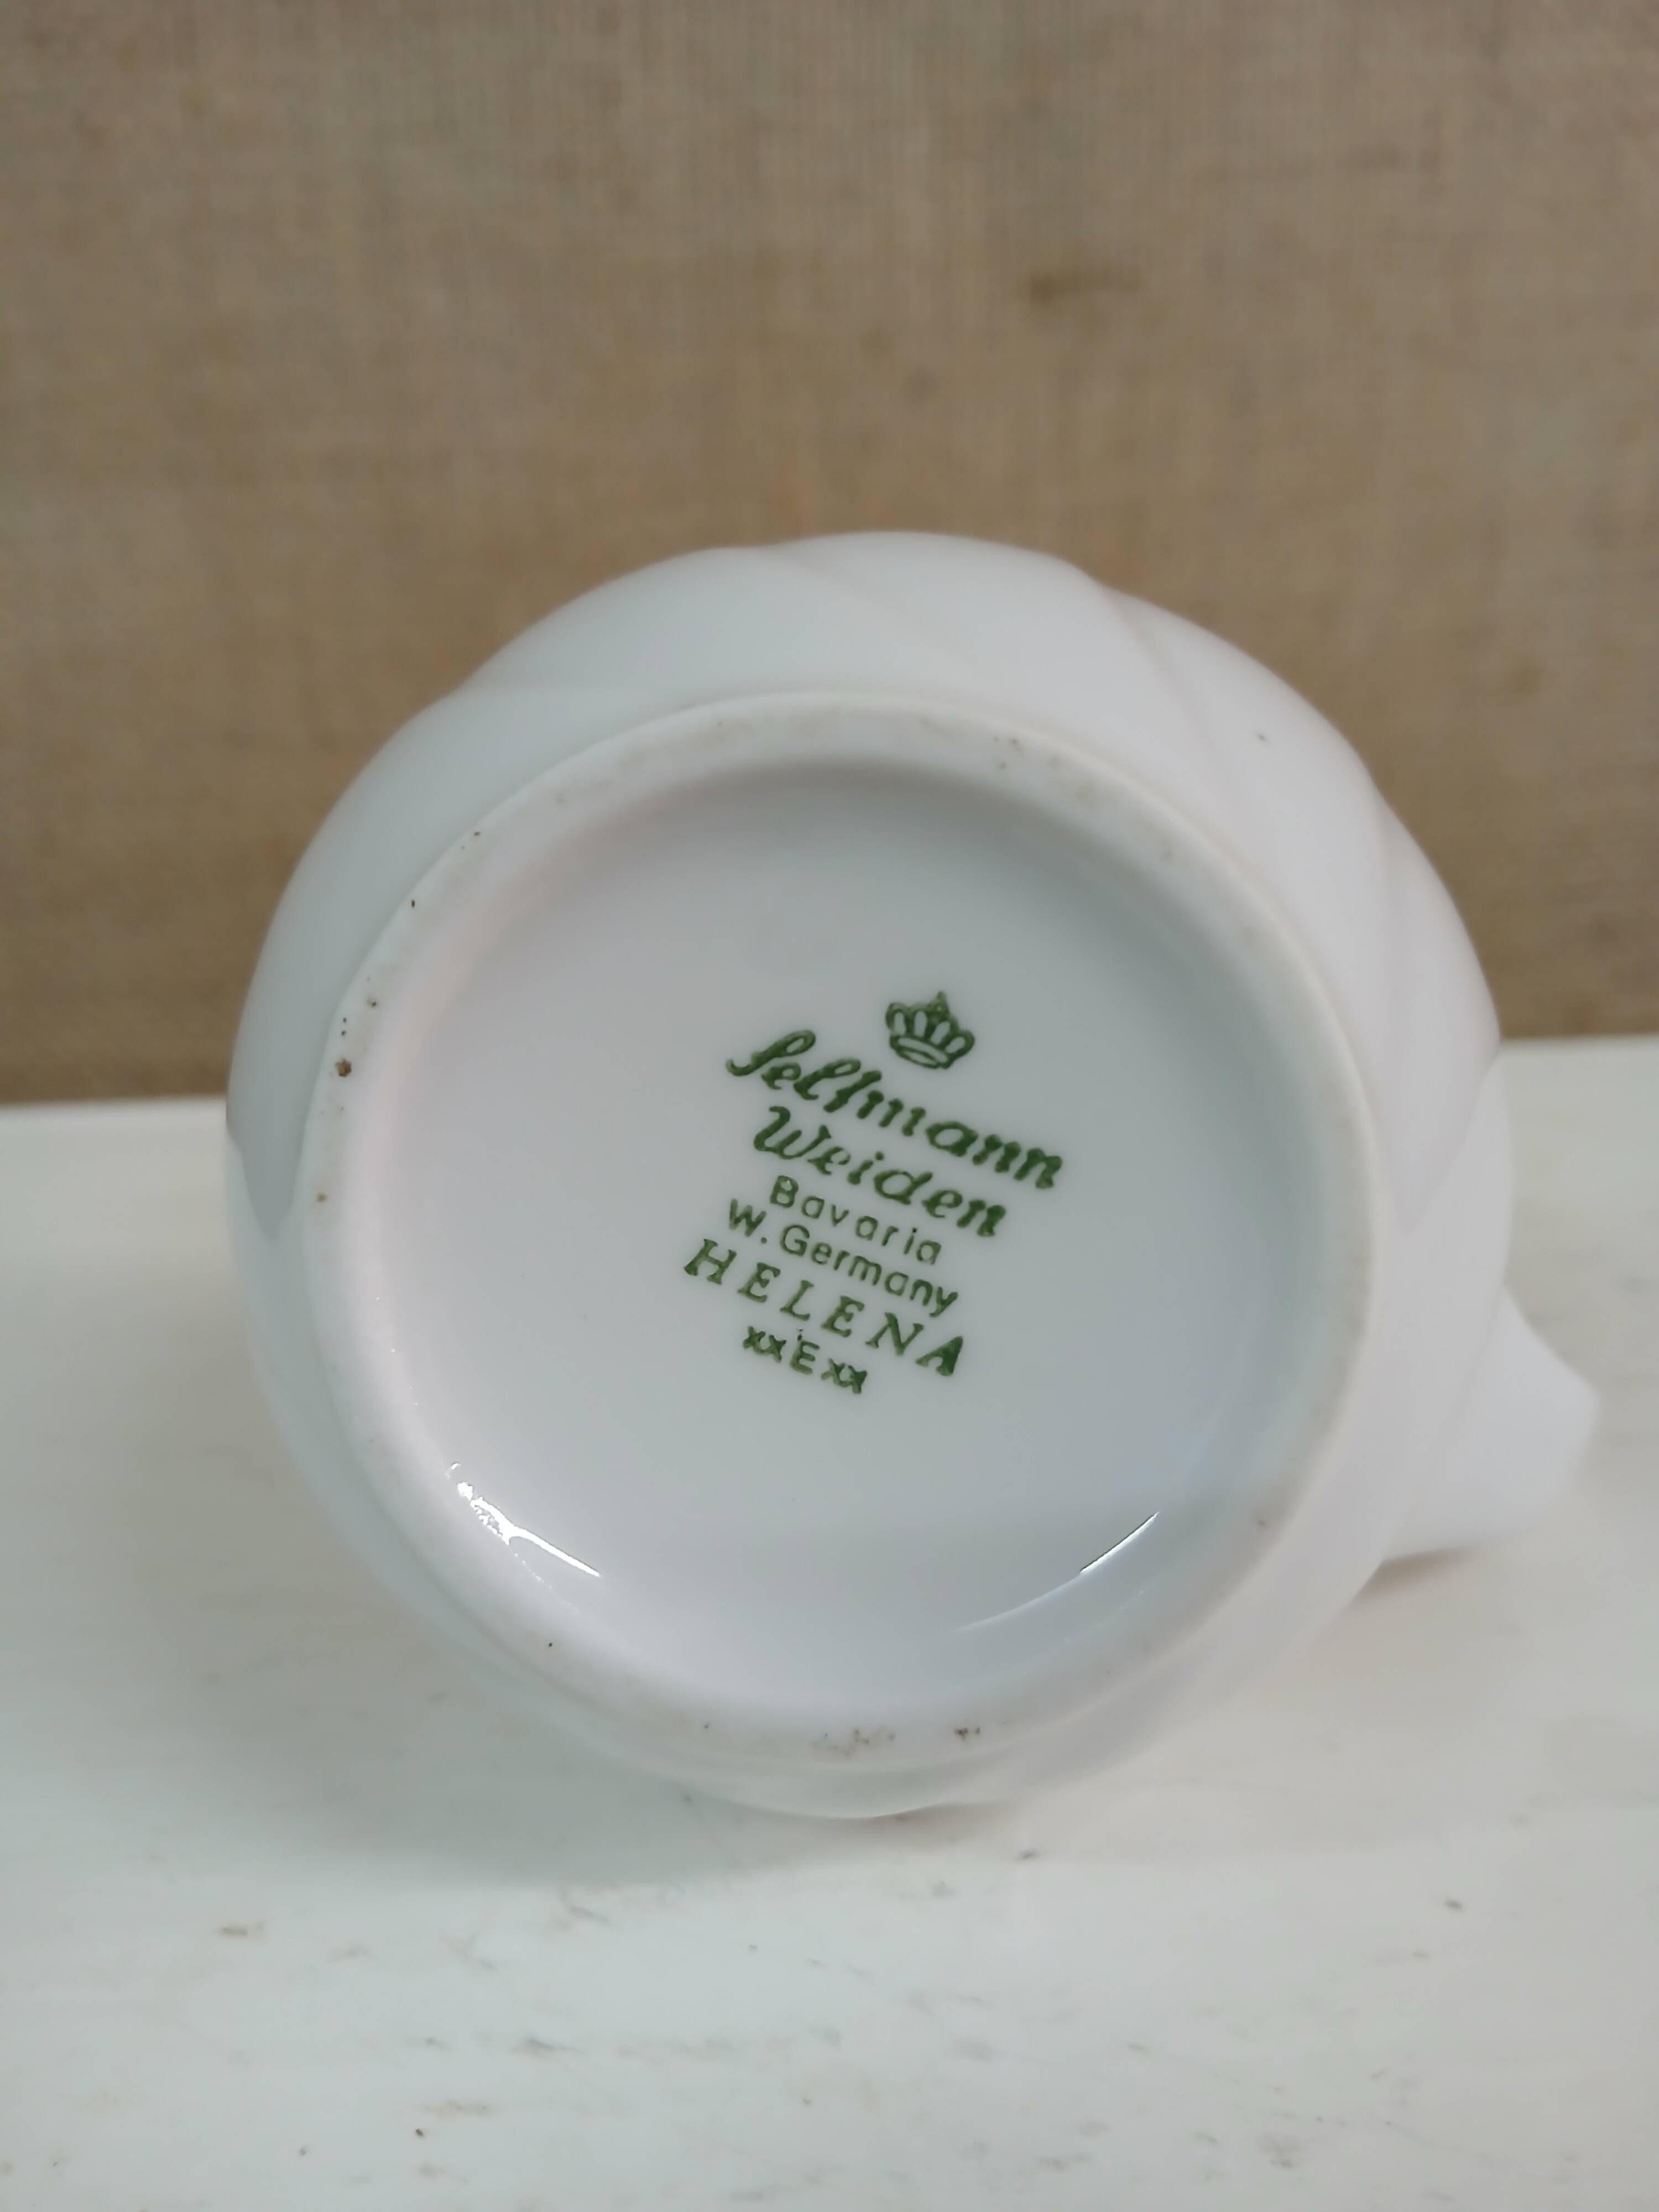 Seltmann
Weiden
Bavaria
W. Germany
HELENA
xxExx